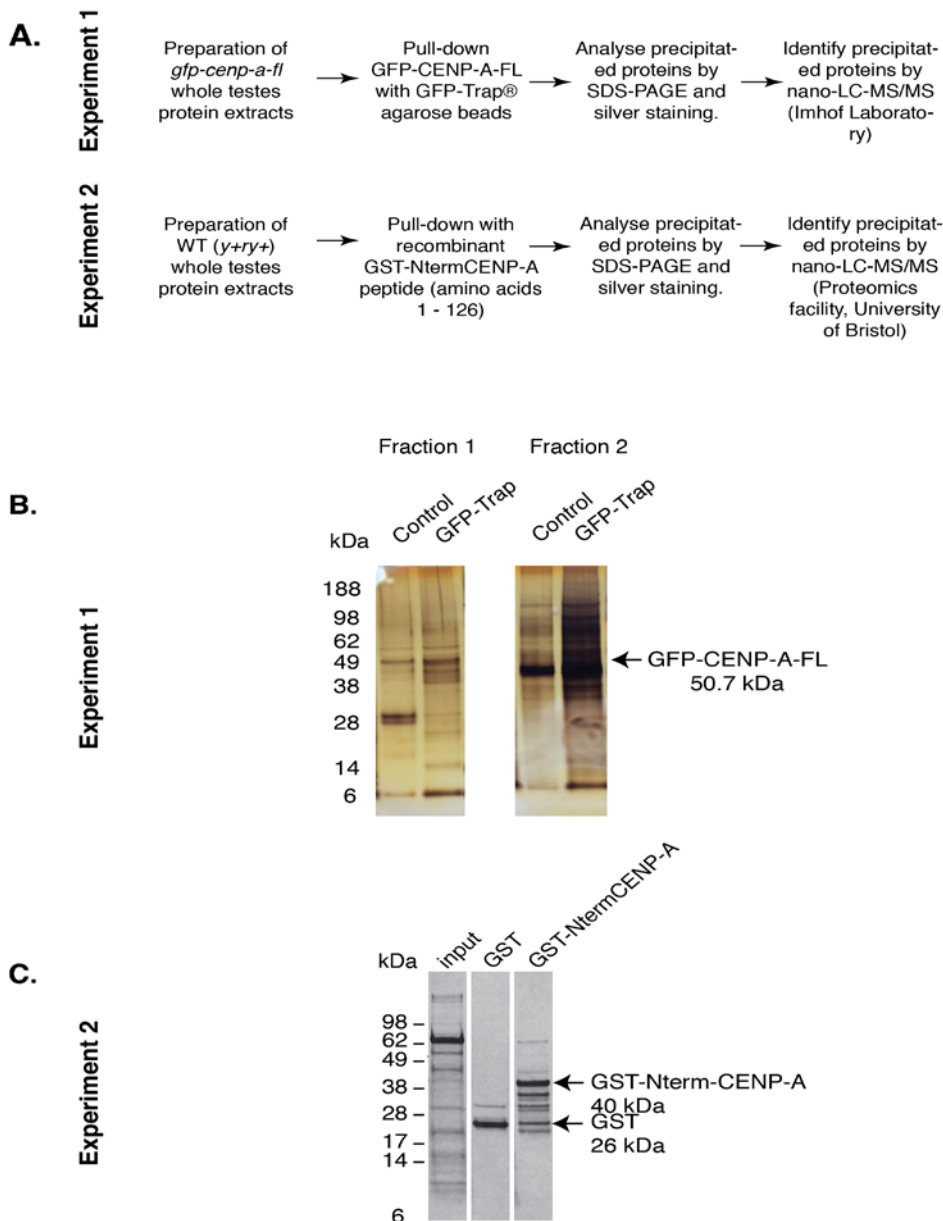 A.
Experiment 1
Preparation of
gfp-cenp-a-fl
whole testes
protein extracts
Pull-down
GFP-CENP-A-FL
with GFP-Trap®
agarose beads
Analyse precipitat-
ed proteins by
SDS-PAGE and
silver staining.
Identify precipitat-
ed proteins by
nano-LC-MS/MS
(Imhof Laborato-
ry)
Experiment 2
Preparation of
WT (y+ry+)
whole testes
protein extracts
Pull-down with
recombinant
GST-NtermCENP-A
peptide (amino acids
1 - 126)
Analyse precipitat-
ed proteins by
SDS-PAGE and
silver staining.
Identify precipitat-
ed proteins by
nano-LC-MS/MS
(Proteomics
facility, University
of Bristol)
B.
Experiment 1
Fraction 1
Fraction 2
kDa
Control
GFP-Trap
Control
GFP-Trap
188
98
62
49
38
28
14
6
GFP-CENP-A-FL
50.7 kDa
C.
Experiment 2
kDa
input
GST
GST-NtermCENP-A
98 –
62 –
49 –
38 –
28 –
17 –
14 –
6
GST-Nterm-CENP-A
40 kDa
GST
26 kDa